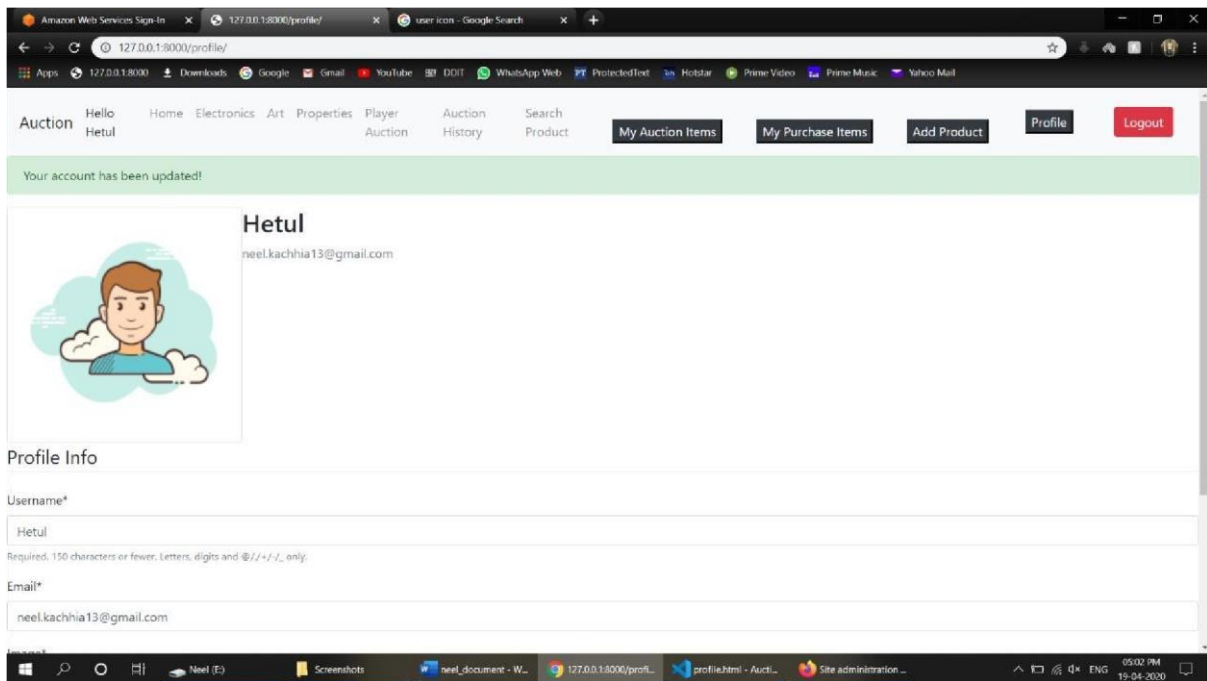 Amazon Web Services Sign-In 127.0.0.1:8000/profile/ user icon - Google Search
127.0.0.1:8000/profile/
Apps 127.0.0.1:8000 Downloads Google Gmail YouTube DDIT WhatsApp Web ProtectedText Hotstar Prime Video Prime Music Yahoo Mail
Auction Hello Hetul Home Electronics Art Properties Player Auction Auction History Search Product My Auction Items My Purchase Items Add Product Profile Logout
Your account has been updated!
Hetul
neel.kachhia13@gmail.com
Profile Info
Username*
Hetul
Required. 150 characters or fewer. Letters, digits and @/./+/-/_ only.
Email*
neel.kachhia13@gmail.com
Image*
Neel (E:) Screenshots neel_document - W... 127.0.0.1:8000/profi... profile.html - Aucti... Site administration ... ENG 05:02 PM
19-04-2020